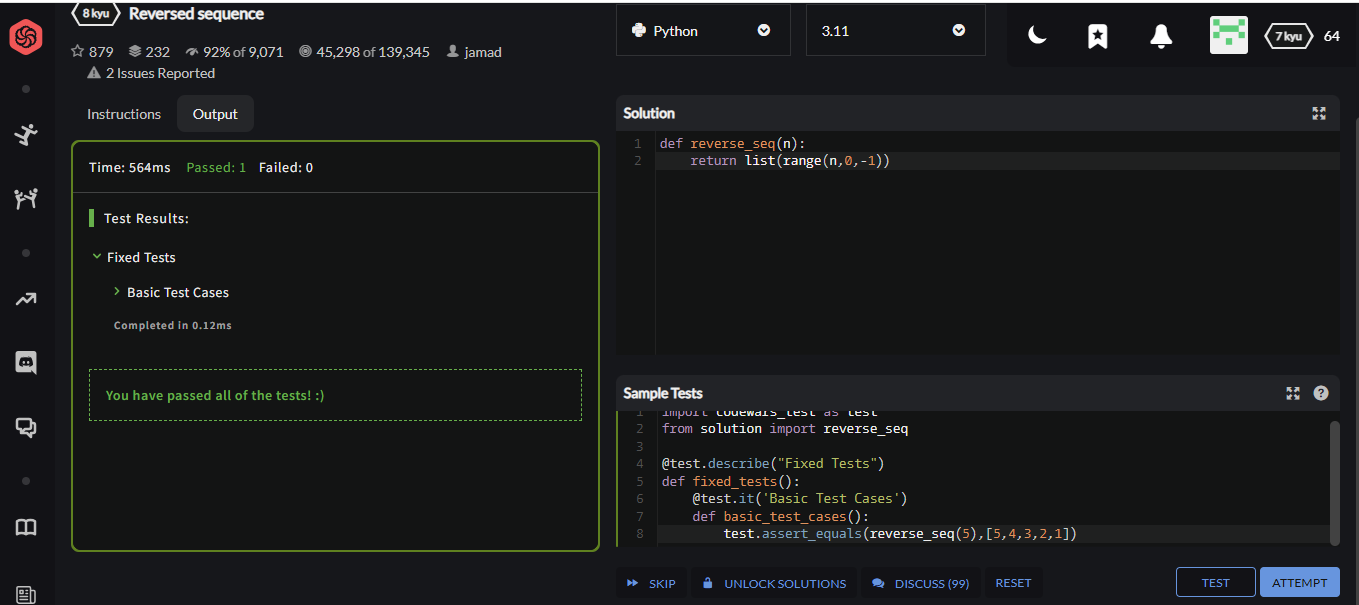 8 kyu Reversed sequence
879 232 92% of 9,071 45,298 of 139,345 jamad
2 Issues Reported
Instructions Output
Time: 564ms Passed: 1 Failed: 0
Test Results:
Fixed Tests
Basic Test Cases
Completed in 0.12ms
You have passed all of the tests! :)
Python 3.11
7 kyu 64
Solution
1 def reverse_seq(n):
2 return list(range(n,0,-1))
Sample Tests
1 import codewars_test as test
2 from solution import reverse_seq
3
4 @test.describe("Fixed Tests")
5 def fixed_tests():
6 @test.it('Basic Test Cases')
7 def basic_test_cases():
8 test.assert_equals(reverse_seq(5),[5,4,3,2,1])
SKIP UNLOCK SOLUTIONS DISCUSS (99) RESET TEST ATTEMPT